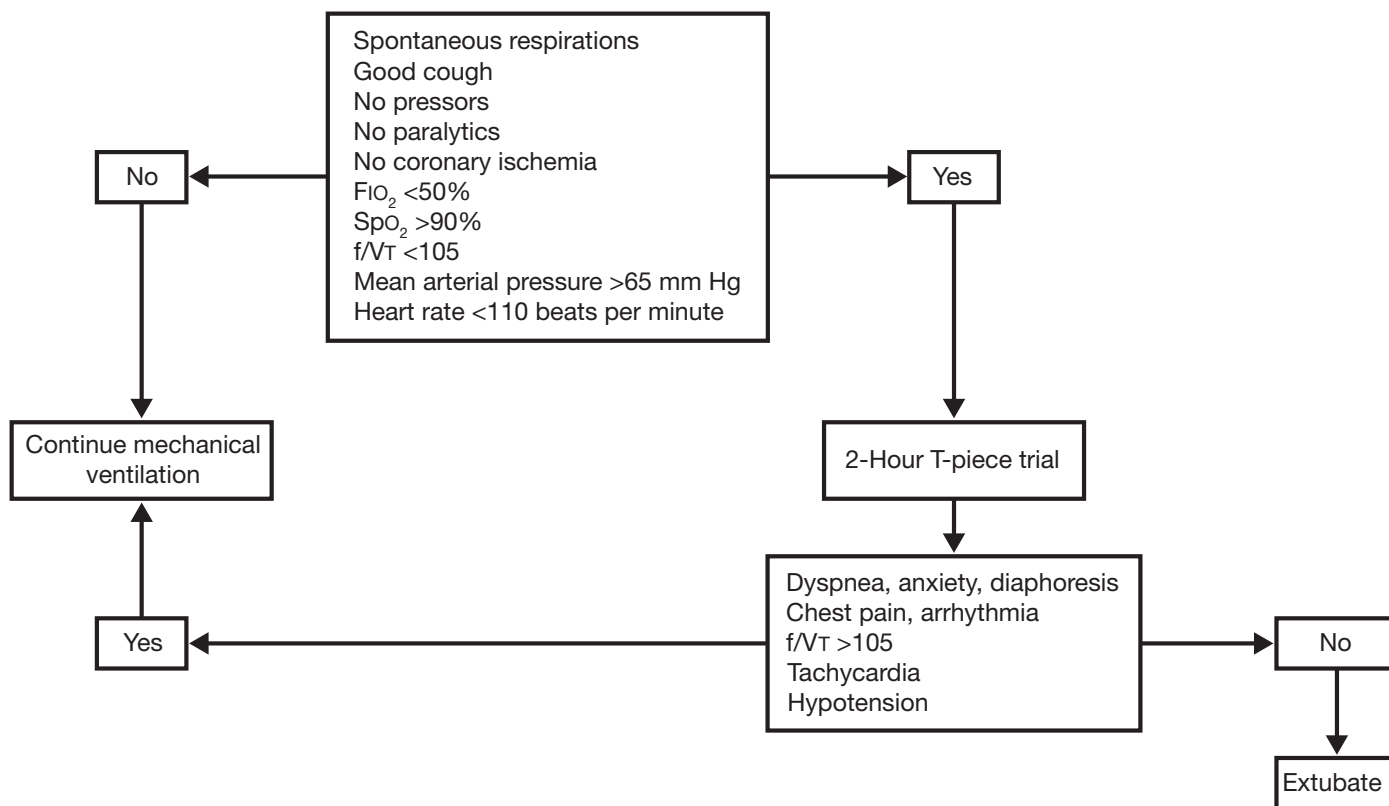 Spontaneous respirations
Good cough
No pressors
No paralytics
No coronary ischemia
FIO₂ <50%
SpO₂ >90%
f/VT <105
Mean arterial pressure >65 mm Hg
Heart rate <110 beats per minute
No
Yes
Continue mechanical
ventilation
2-Hour T-piece trial
Dyspnea, anxiety, diaphoresis
Chest pain, arrhythmia
f/VT >105
Tachycardia
Hypotension
Yes
No
Extubate